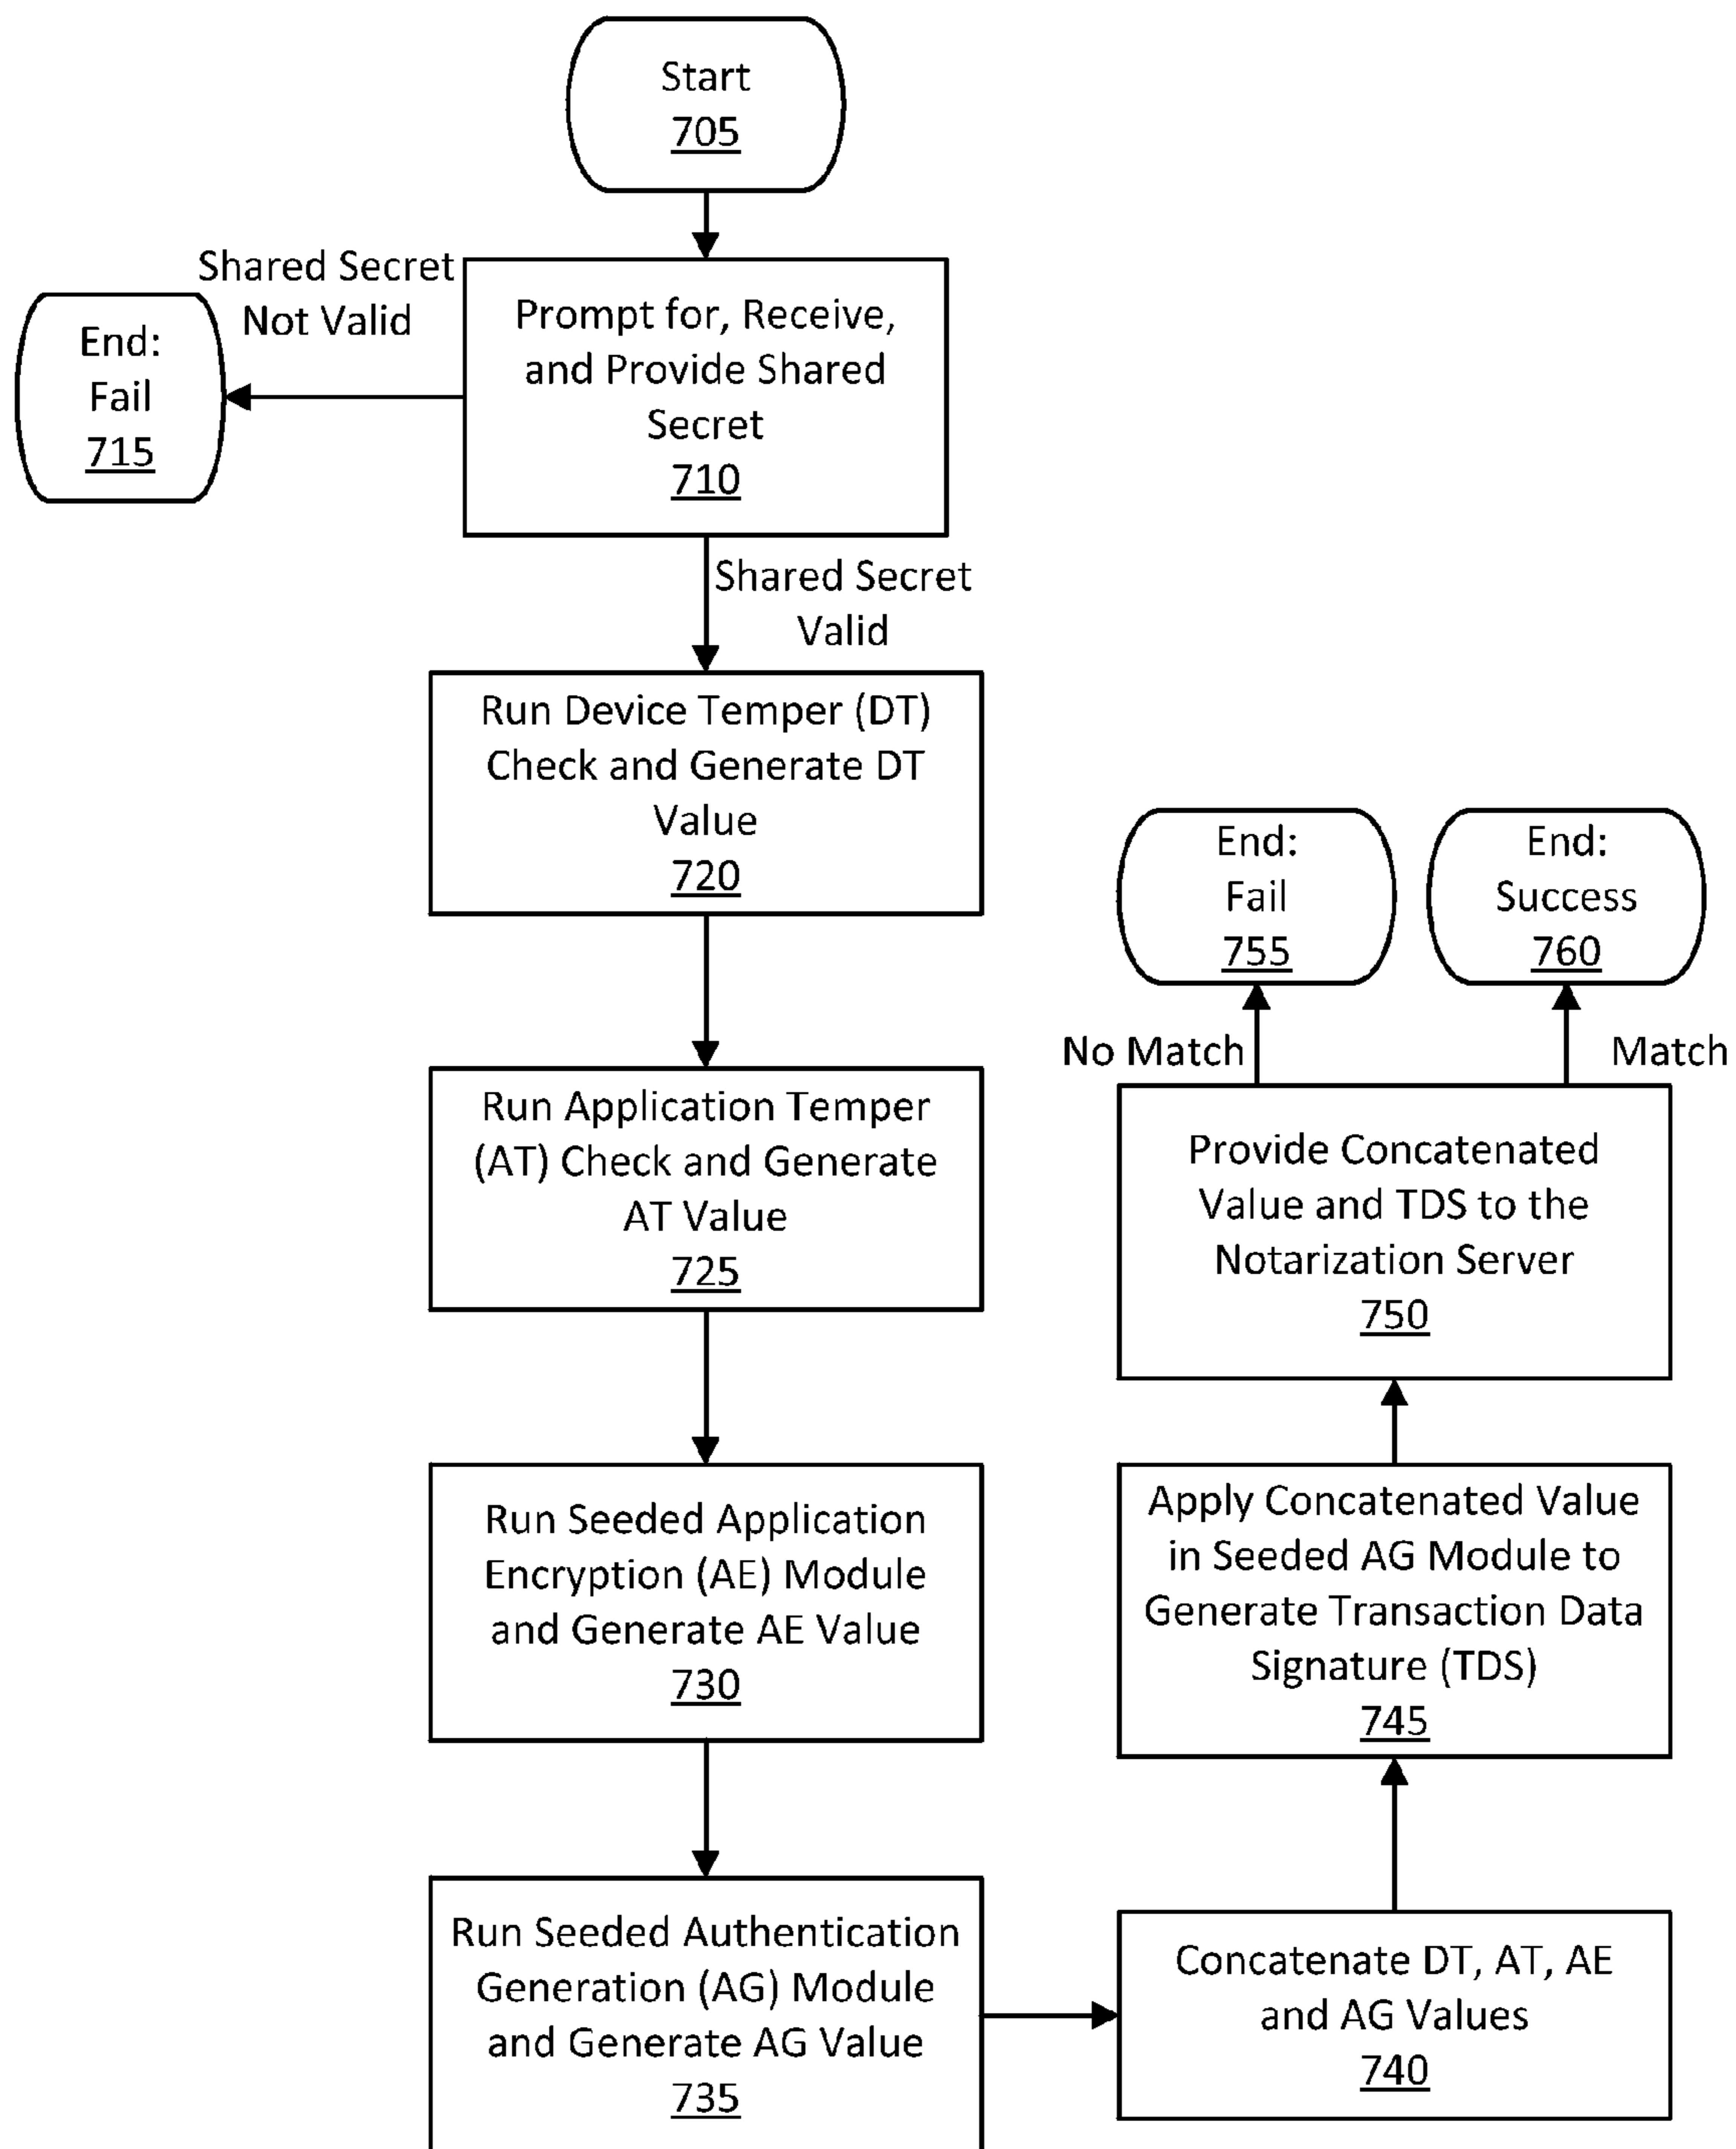 Start
705
Shared Secret
Not Valid
End:
Fail
715
Prompt for, Receive,
and Provide Shared
Secret
710
Shared Secret
Valid
Run Device Temper (DT)
Check and Generate DT
Value
720
Run Application Temper
(AT) Check and Generate
AT Value
725
Run Seeded Application
Encryption (AE) Module
and Generate AE Value
730
Run Seeded Authentication
Generation (AG) Module
and Generate AG Value
735
Concatenate DT, AT, AE
and AG Values
740
Apply Concatenated Value
in Seeded AG Module to
Generate Transaction Data
Signature (TDS)
745
Provide Concatenated
Value and TDS to the
Notarization Server
750
No Match
Match
End:
Fail
755
End:
Success
760